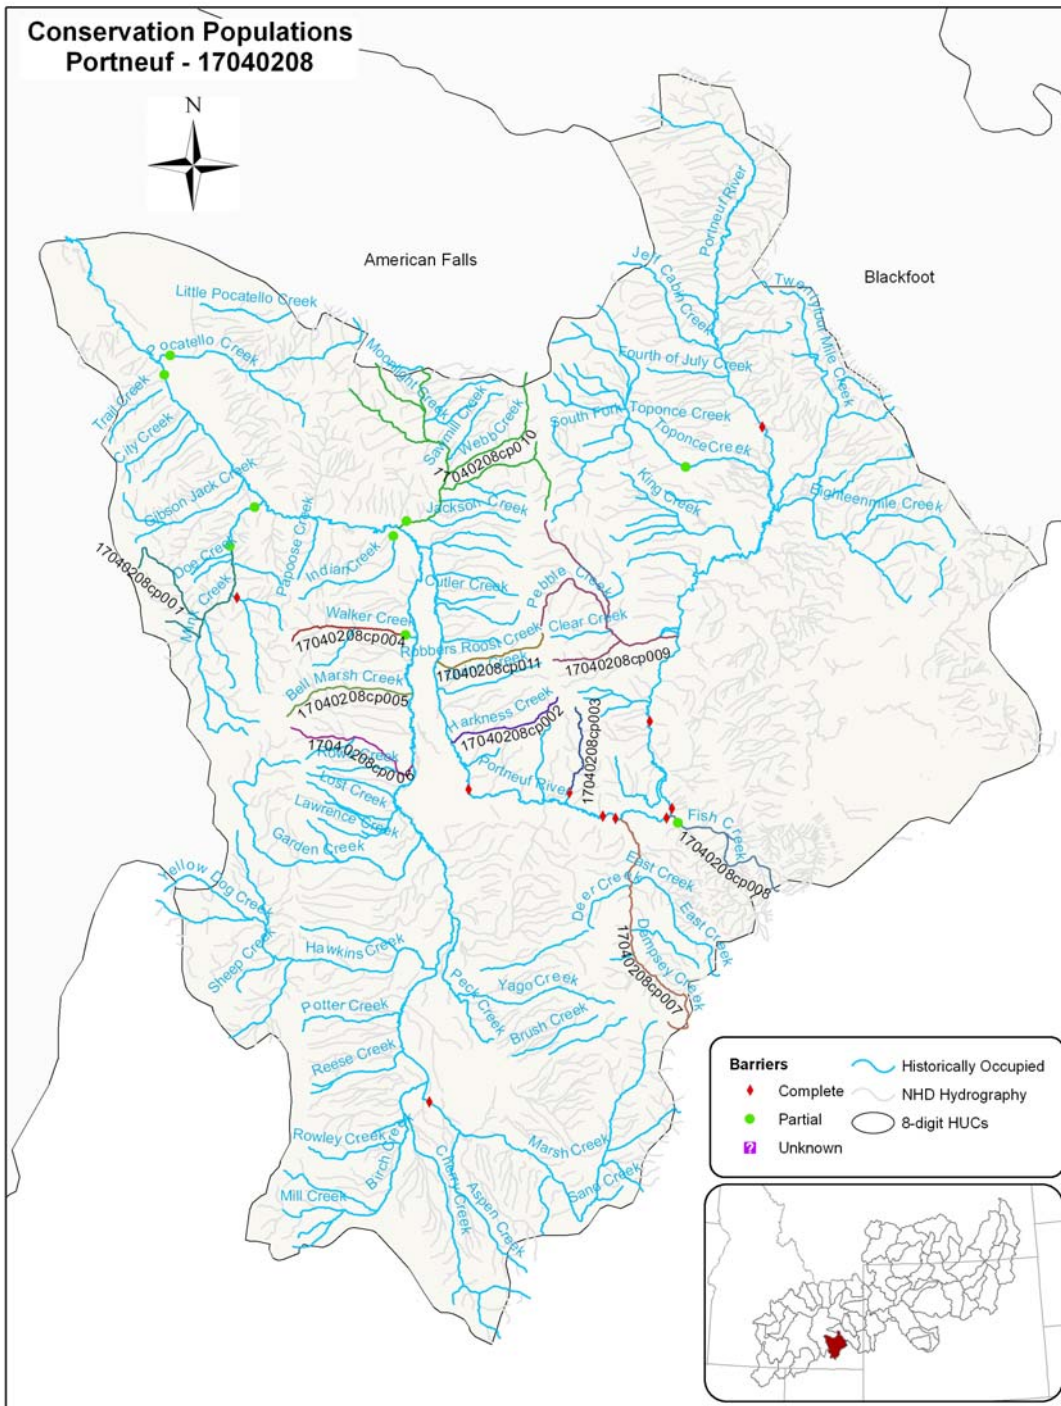 Conservation Populations
Portneuf - 17040208
N
American Falls
Blackfoot
Portneuf River
Jeff Cabin Creek
Twentyfour Mile Creek
Little Pocatello Creek
Pocatello Creek
Moonlight Creek
Fourth of July Creek
Trail Creek
City Creek
Sawmill Creek
Webb Creek
South Fork Toponce Creek
Toponce Creek
17040208cp010
King Creek
Eighteenmile Creek
Gibson Jack Creek
Jackson Creek
Papoose Creek
Indian Creek
17040208cp001
Mink Creek
Cutler Creek
Pebble Creek
Walker Creek
17040208cp004
Robbers Roost Creek
Clear Creek
17040208cp011
Creek
17040208cp009
Bell Marsh Creek
17040208cp005
Harkness Creek
17040208cp002
17040208cp003
17040208cp006
Creek
Portneuf River
Lost Creek
Lawrence Creek
Garden Creek
Fish Creek
17040208cp008
East Creek
Deer Creek
East Creek
Dempsey Creek
17040208cp007
Yellow Dog Creek
Sheep Creek
Hawkins Creek
Peck Creek
Yago Creek
Brush Creek
Potter Creek
Reese Creek
Rowley Creek
Birch Creek
Mill Creek
Cherry Creek
Aspen Creek
Marsh Creek
Sand Creek
Barriers
Complete
Partial
?
Unknown
Historically Occupied
NHD Hydrography
8-digit HUCs